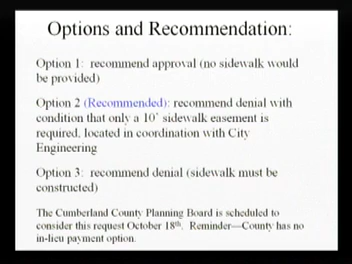 Options and Recommendation:
Option 1: recommend approval (no sidewalk would
be provided)
Option 2 (Recommended): recommend denial with
condition that only a 10' sidewalk easement is
required, located in coordination with City
Engineering
Option 3: recommend denial (sidewalk must be
constructed)
The Cumberland County Planning Board is scheduled to
consider this request October 18th. Reminder—County has no
in-lieu payment option.